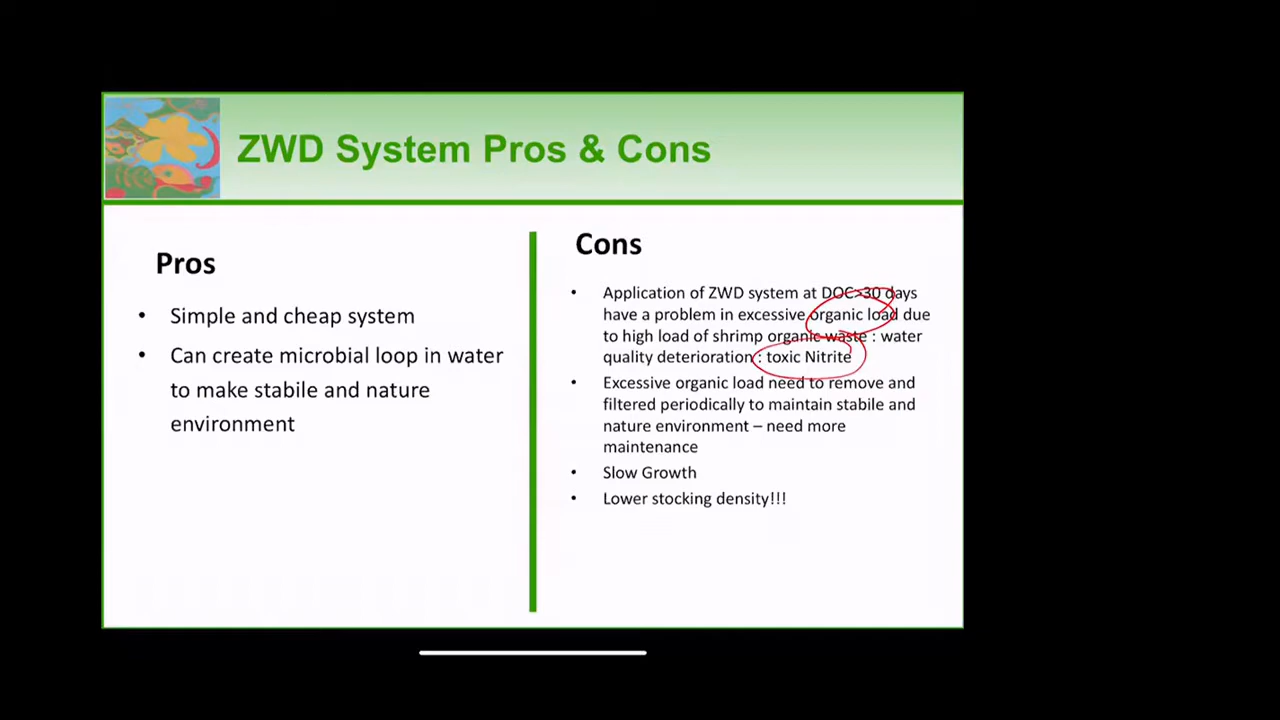 ZWD System Pros & Cons
Pros
• Simple and cheap system
• Can create microbial loop in water
to make stabile and nature
environment
Cons
• Application of ZWD system at DOC>30 days
have a problem in excessive organic load due
to high load of shrimp organic waste : water
quality deterioration : toxic Nitrite
• Excessive organic load need to remove and
filtered periodically to maintain stabile and
nature environment – need more
maintenance
• Slow Growth
• Lower stocking density!!!